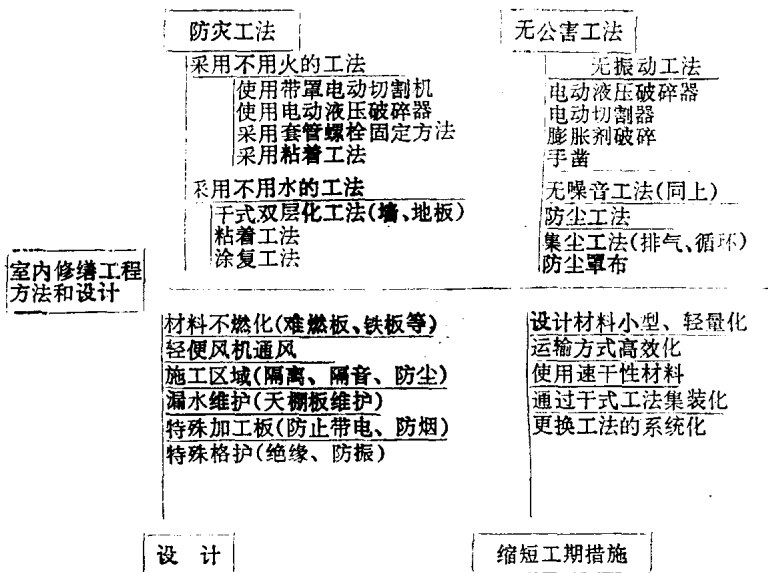 防灾工法
采用不用火的工法
使用带罩电动切割机
使用电动液压破碎器
采用套管螺栓固定方法
采用粘着工法
采用不用水的工法
干式双层化工法(墙、地板)
粘着工法
涂复工法
无公害工法
无振动工法
电动液压破碎器
电动切割器
膨胀剂破碎
手凿
无噪音工法(同上)
防尘工法
集尘工法(排气、循环)
防尘罩布
室内修缮工程
方法和设计
材料不燃化(难燃板、铁板等)
轻便风机通风
施工区域(隔离、隔音、防尘)
漏水维护(天棚板维护)
特殊加工板(防止带电、防烟)
特殊格护(绝缘、防振)
设计
设计材料小型、轻量化
运输方式高效化
使用速干性材料
通过干式工法集装化
更换工法的系统化
缩短工期措施